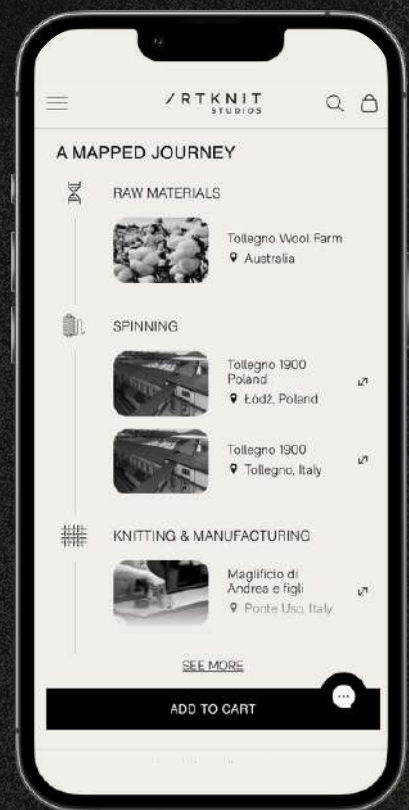 /RTKNIT
STUDIOS
A MAPPED JOURNEY
RAW MATERIALS
Tollegno Wool Farm
Australia
SPINNING
Tollegno 1900
Poland
Łódź, Poland
Tollegno 1900
Tollegno, Italy
KNITTING & MANUFACTURING
Maglificio di
Andrea e figli
Ponte Uso, Italy
SEE MORE
ADD TO CART